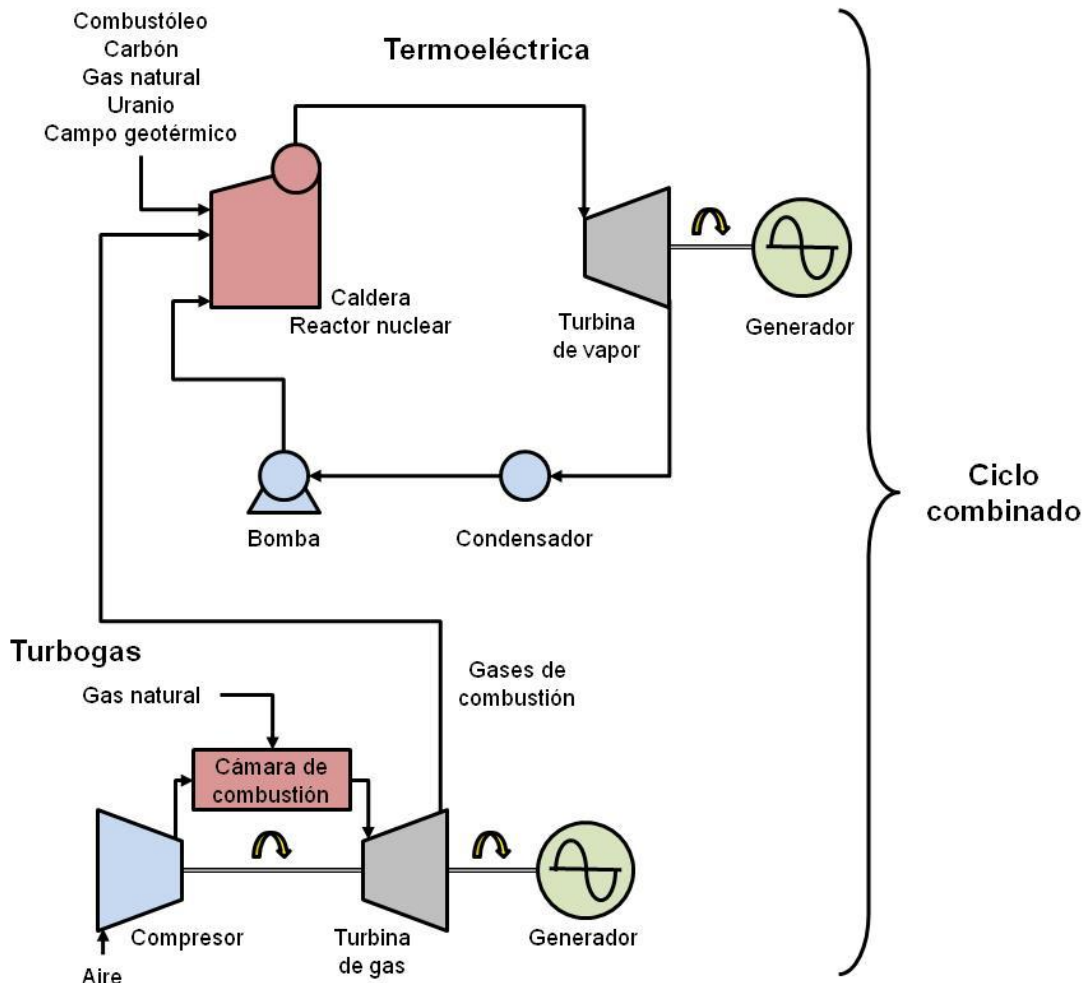 Combustóleo
Carbón
Gas natural
Uranio
Campo geotérmico
Termoeléctrica
Caldera
Reactor nuclear
Turbina
de vapor
Generador
Bomba
Condensador
Ciclo
combinado
Turbogas
Gas natural
Gases de
combustión
Cámara de
combustión
Compresor
Turbina
de gas
Generador
Aire